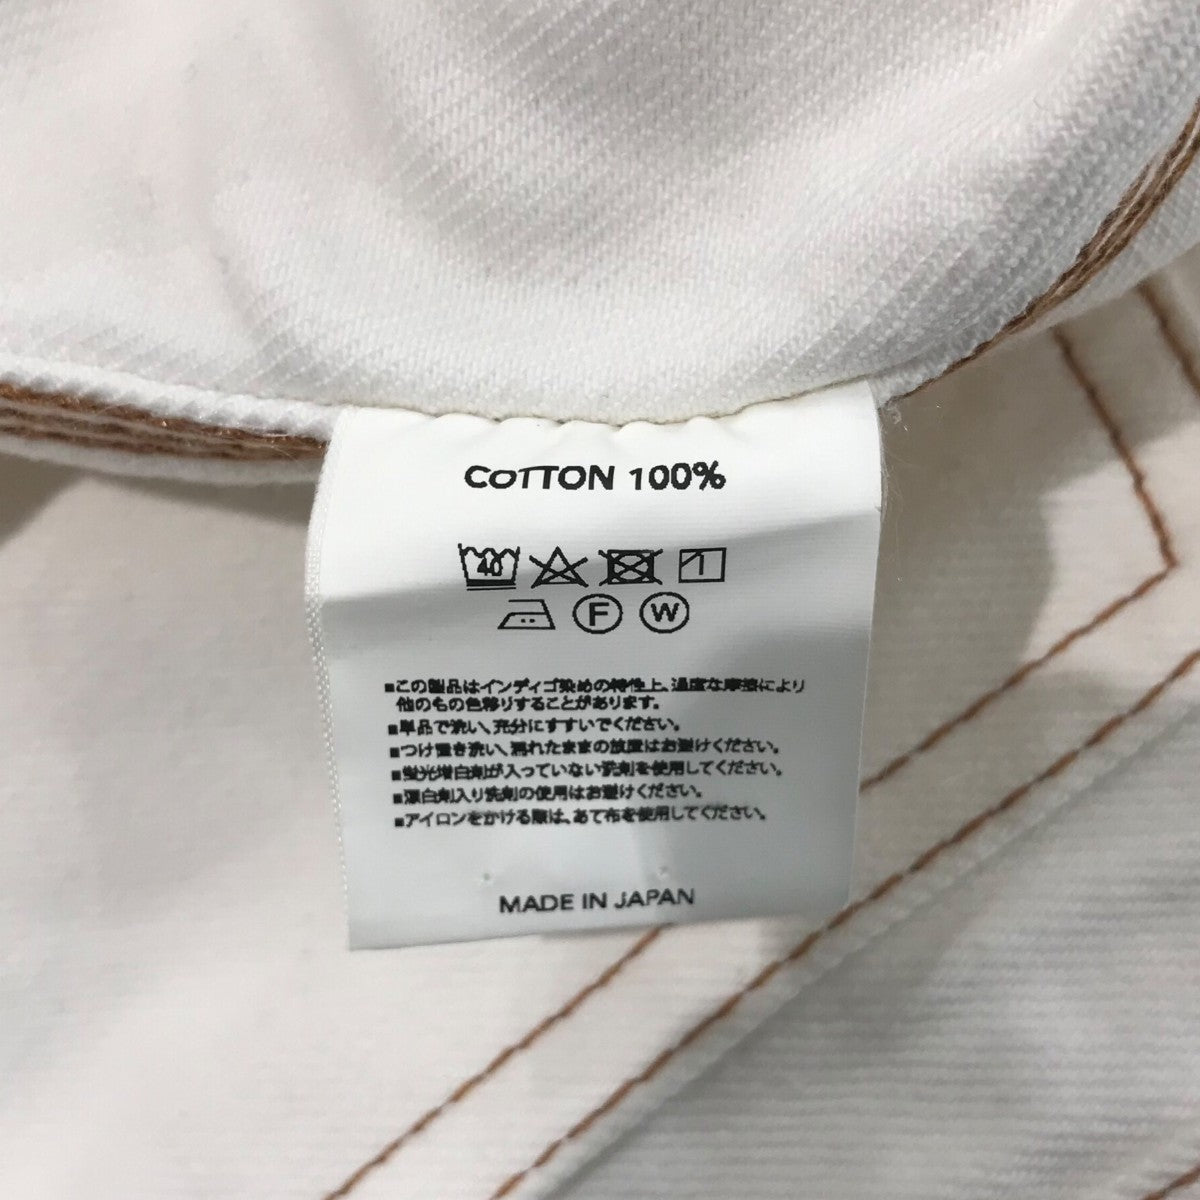 COTTON 100%
40
F W
■この製品はインディゴ染めの特性上、過度な摩擦により
他のもの色移りすることがあります。
■単品で洗い、充分にすすいでください。
■つけ置き洗い、濡れたままの放置はお避けください。
■蛍光増白剤が入っていない洗剤を使用してください。
■漂白剤入り洗剤の使用はお避けください。
■アイロンをかける際は、あて布を使用してください。
MADE IN JAPAN